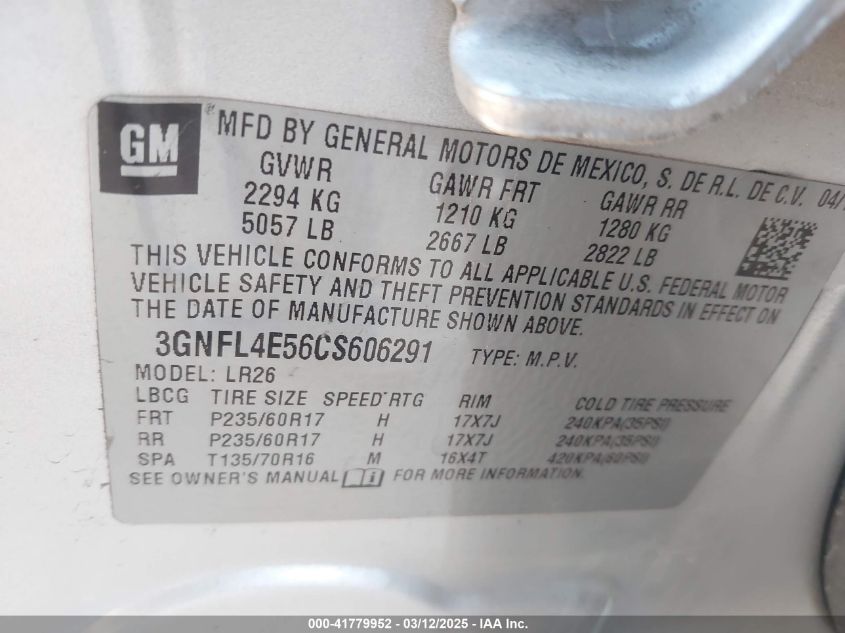 GM
® MFD BY GENERAL MOTORS DE MEXICO, S. DE R.L. DE C.V. 04/
GVWR GAWR FRT GAWR RR
2294 KG 1210 KG 1280 KG
5057 LB 2667 LB 2822 LB
THIS VEHICLE CONFORMS TO ALL APPLICABLE U.S. FEDERAL MOTOR
VEHICLE SAFETY AND THEFT PREVENTION STANDARDS IN EFFECT ON
THE DATE OF MANUFACTURE SHOWN ABOVE.
3GNFL4E56CS606291 TYPE: M.P.V.
MODEL: LR26
LBCG TIRE SIZE SPEED RTG RIM COLD TIRE PRESSURE
FRT P235/60R17 H 17X7J 240KPA(35PSI)
RR P235/60R17 H 17X7J 240KPA(35PSI)
SPA T135/70R16 M 16X4T 420KPA(60PSI)
SEE OWNER'S MANUAL i FOR MORE INFORMATION.
000-41779952 - 03/12/2025 - IAA Inc.